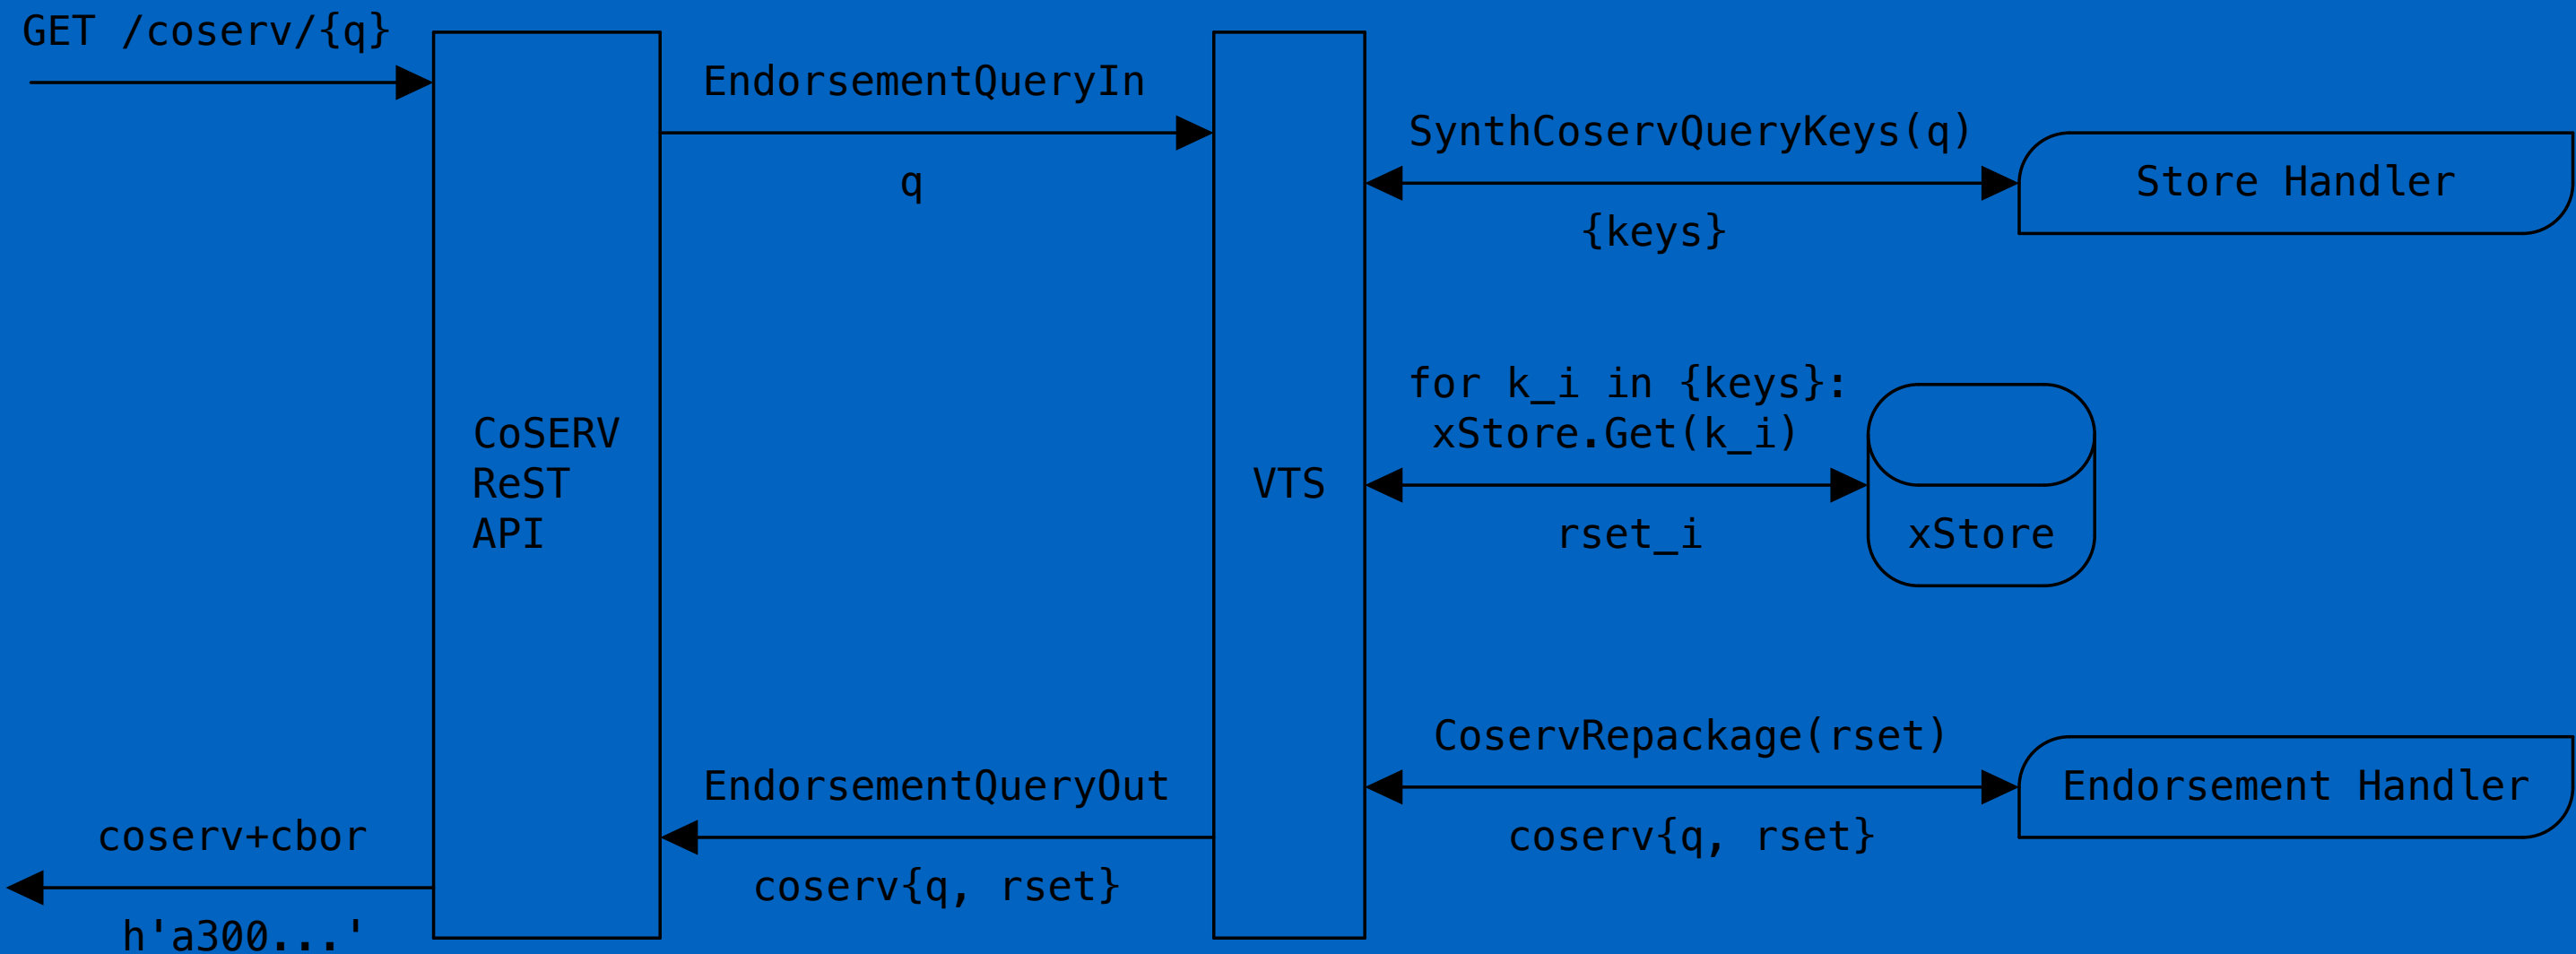 GET /coserv/{q}
EndorsementQueryIn
q
SynthCoservQueryKeys(q)
{keys}
Store Handler
for k_i in {keys}:
xStore.Get(k_i)
rset_i
xStore
CoSERV
ReST
API
VTS
CoservRepackage(rset)
coserv{q, rset}
Endorsement Handler
EndorsementQueryOut
coserv{q, rset}
coserv+cbor
h'a300...'